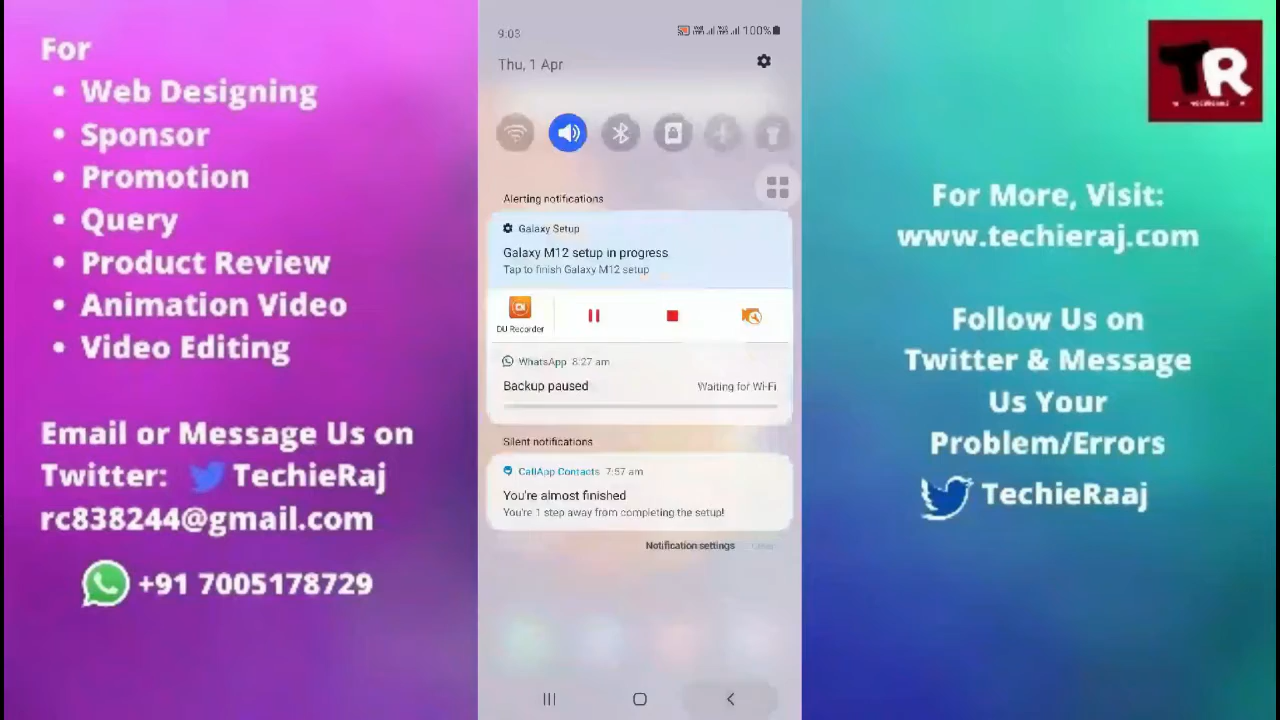 For
• Web Designing
• Sponsor
• Promotion
• Query
• Product Review
• Animation Video
• Video Editing
Email or Message Us on
Twitter: TechieRaj
rc838244@gmail.com
+91 7005178729
9:03
100%
Thu, 1 Apr
Alerting notifications
Galaxy Setup
Galaxy M12 setup in progress
Tap to finish Galaxy M12 setup
DU Recorder
WhatsApp 8:27 am
Backup paused
Waiting for Wi-Fi
Silent notifications
CallApp Contacts 7:57 am
You're almost finished
You're 1 step away from completing the setup!
Notification settings
Clear
TR
For More, Visit:
www.techieraj.com
Follow Us on
Twitter & Message
Us Your
Problem/Errors
TechieRaaj